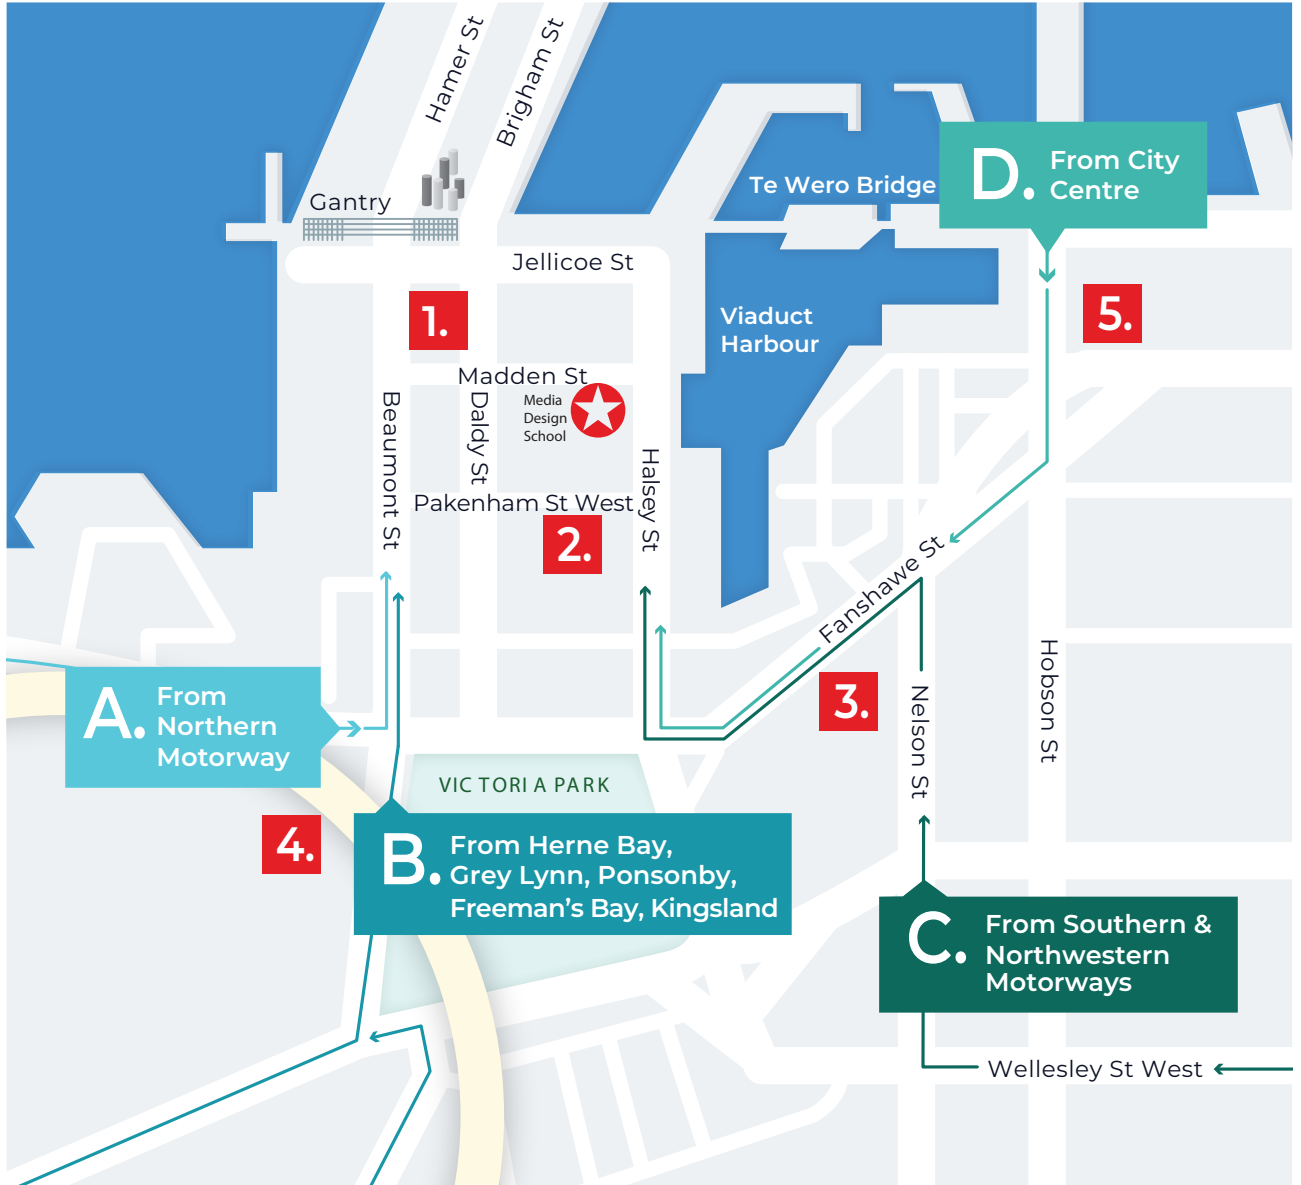 Hamer St
Brigham St
D. From City
Centre
Te Wero Bridge
Gantry
Jellicoe St
1.
Viaduct
Harbour
5.
Madden St
Media
Design
School
Beaumont St
Daldy St
Halsey St
Pakenham St West
2.
Fanshawe St
Hobson St
A. From
Northern
Motorway
3.
Nelson St
VIC TORI A PARK
4.
B. From Herne Bay,
Grey Lynn, Ponsonby,
Freeman's Bay, Kingsland
C. From Southern &
Northwestern
Motorways
Wellesley St West